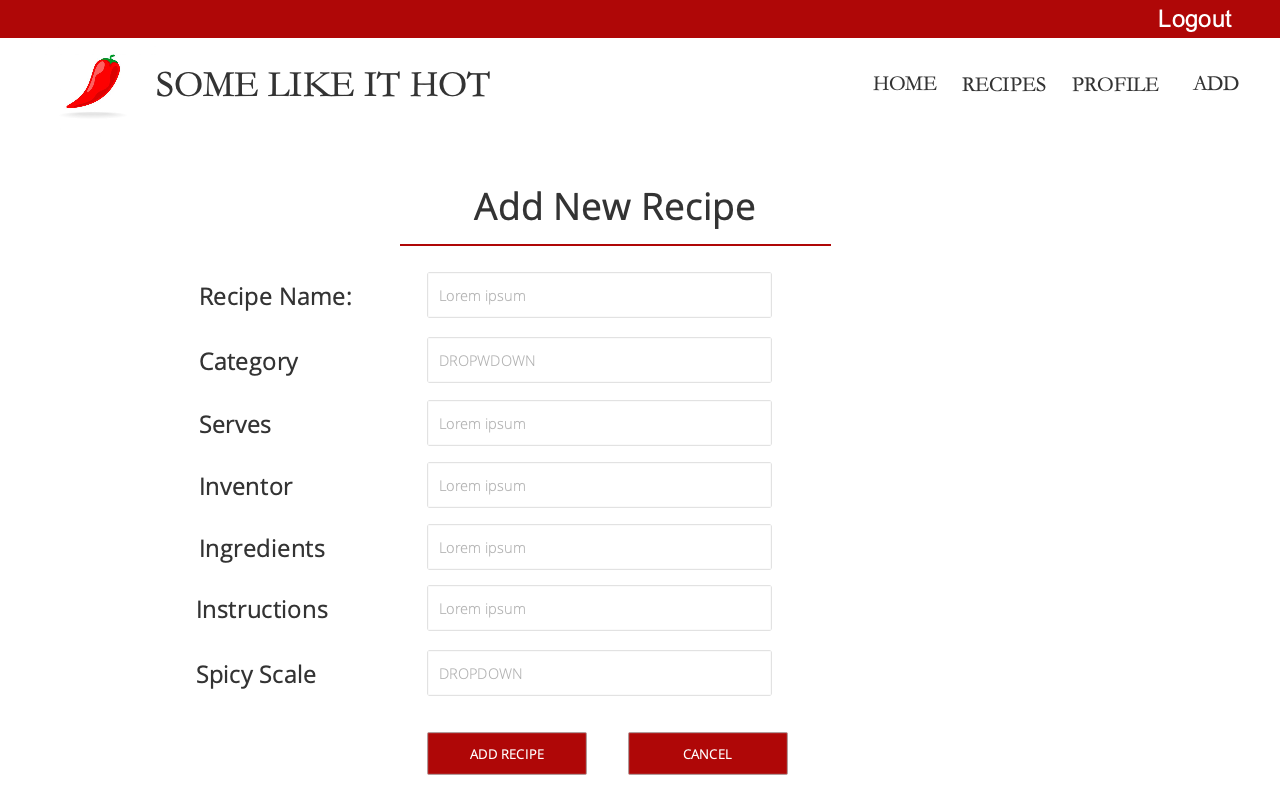 Logout
SOME LIKE IT HOT
HOME RECIPES PROFILE ADD
Add New Recipe
Recipe Name: Lorem ipsum
Category DROPWDOWN
Serves Lorem ipsum
Inventor Lorem ipsum
Ingredients Lorem ipsum
Instructions Lorem ipsum
Spicy Scale DROPDOWN
ADD RECIPE CANCEL